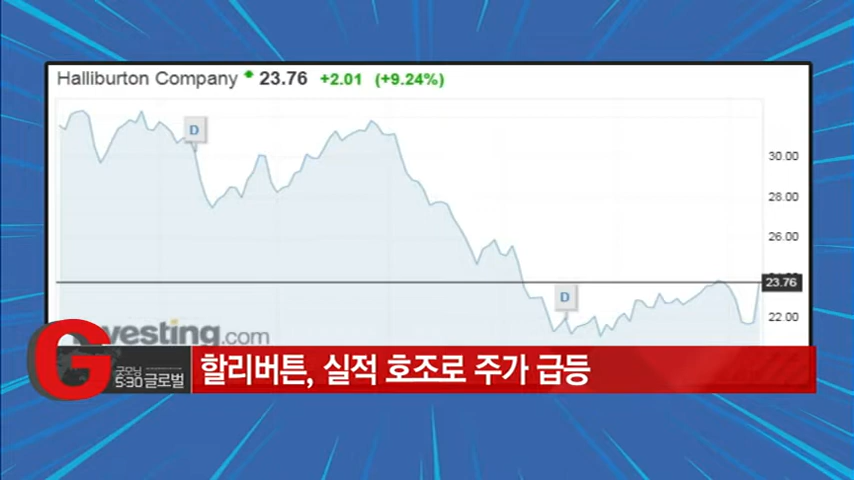 Halliburton Company 23.76 +2.01 (+9.24%)
D
30.00
28.00
26.00
23.76
D
22.00
vesting.com
G
굿모닝
5:30 글로벌
할리버튼, 실적 호조로 주가 급등